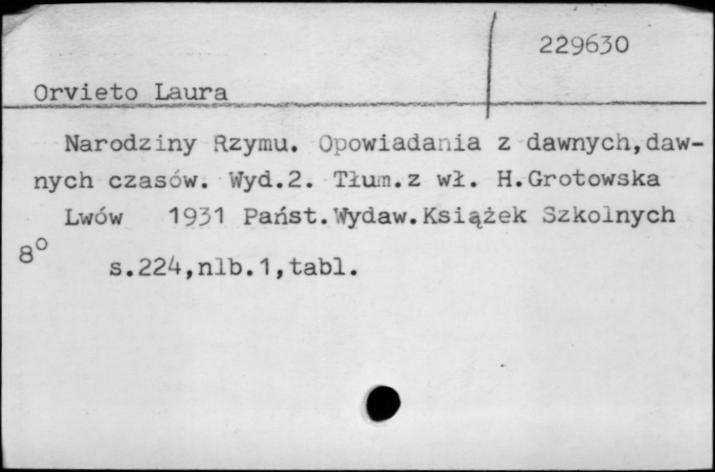 229630
Orvieto Laura
Narodziny Rzymu. Opowiadania z dawnych,daw-
nych czasów. Wyd.2. Tłum.z wł. H.Grotowska
Lwów 1931 Państ.Wydaw.Książek Szkolnych
8°
s.224,nlb.1,tabl.